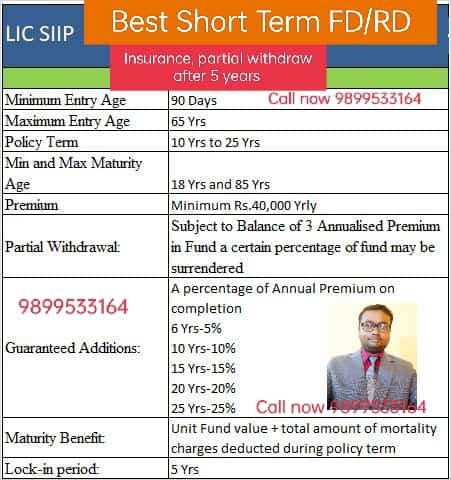 LIC SIIP
Best Short Term FD/RD
Insurance, partial withdraw
after 5 years
Minimum Entry Age 90 Days Call now 9899533164
Maximum Entry Age 65 Yrs
Policy Term 10 Yrs to 25 Yrs
Min and Max Maturity
Age 18 Yrs and 85 Yrs
Premium Minimum Rs.40,000 Yrly
Partial Withdrawal:
Subject to Balance of 3 Annualised Premium
in Fund a certain percentage of fund may be
surrendered
9899533164
Guaranteed Additions:
A percentage of Annual Premium on
completion
6 Yrs-5%
10 Yrs-10%
15 Yrs-15%
20 Yrs-20%
25 Yrs-25% Call now 9899533164
Maturity Benefit:
Unit Fund value + total amount of mortality
charges deducted during policy term
Lock-in period: 5 Yrs